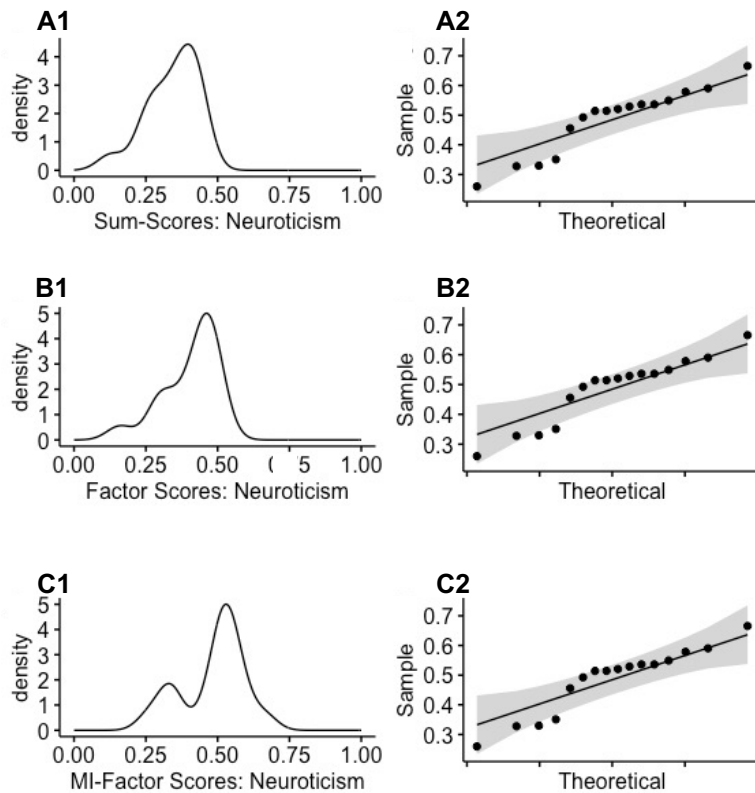 A1
density
4
3
2
1
0
0.00 0.25 0.50 0.75 1.00
Sum-Scores: Neuroticism
A2
Sample
0.7
0.6
0.5
0.4
0.3
Theoretical
B1
density
5
4
3
2
1
0
0.00 0.25 0.50 ( 5 1.00
Factor Scores: Neuroticism
B2
Sample
0.7
0.6
0.5
0.4
0.3
Theoretical
C1
density
5
4
3
2
1
0
0.00 0.25 0.50 0.75 1.00
MI-Factor Scores: Neuroticism
C2
Sample
0.7
0.6
0.5
0.4
0.3
Theoretical